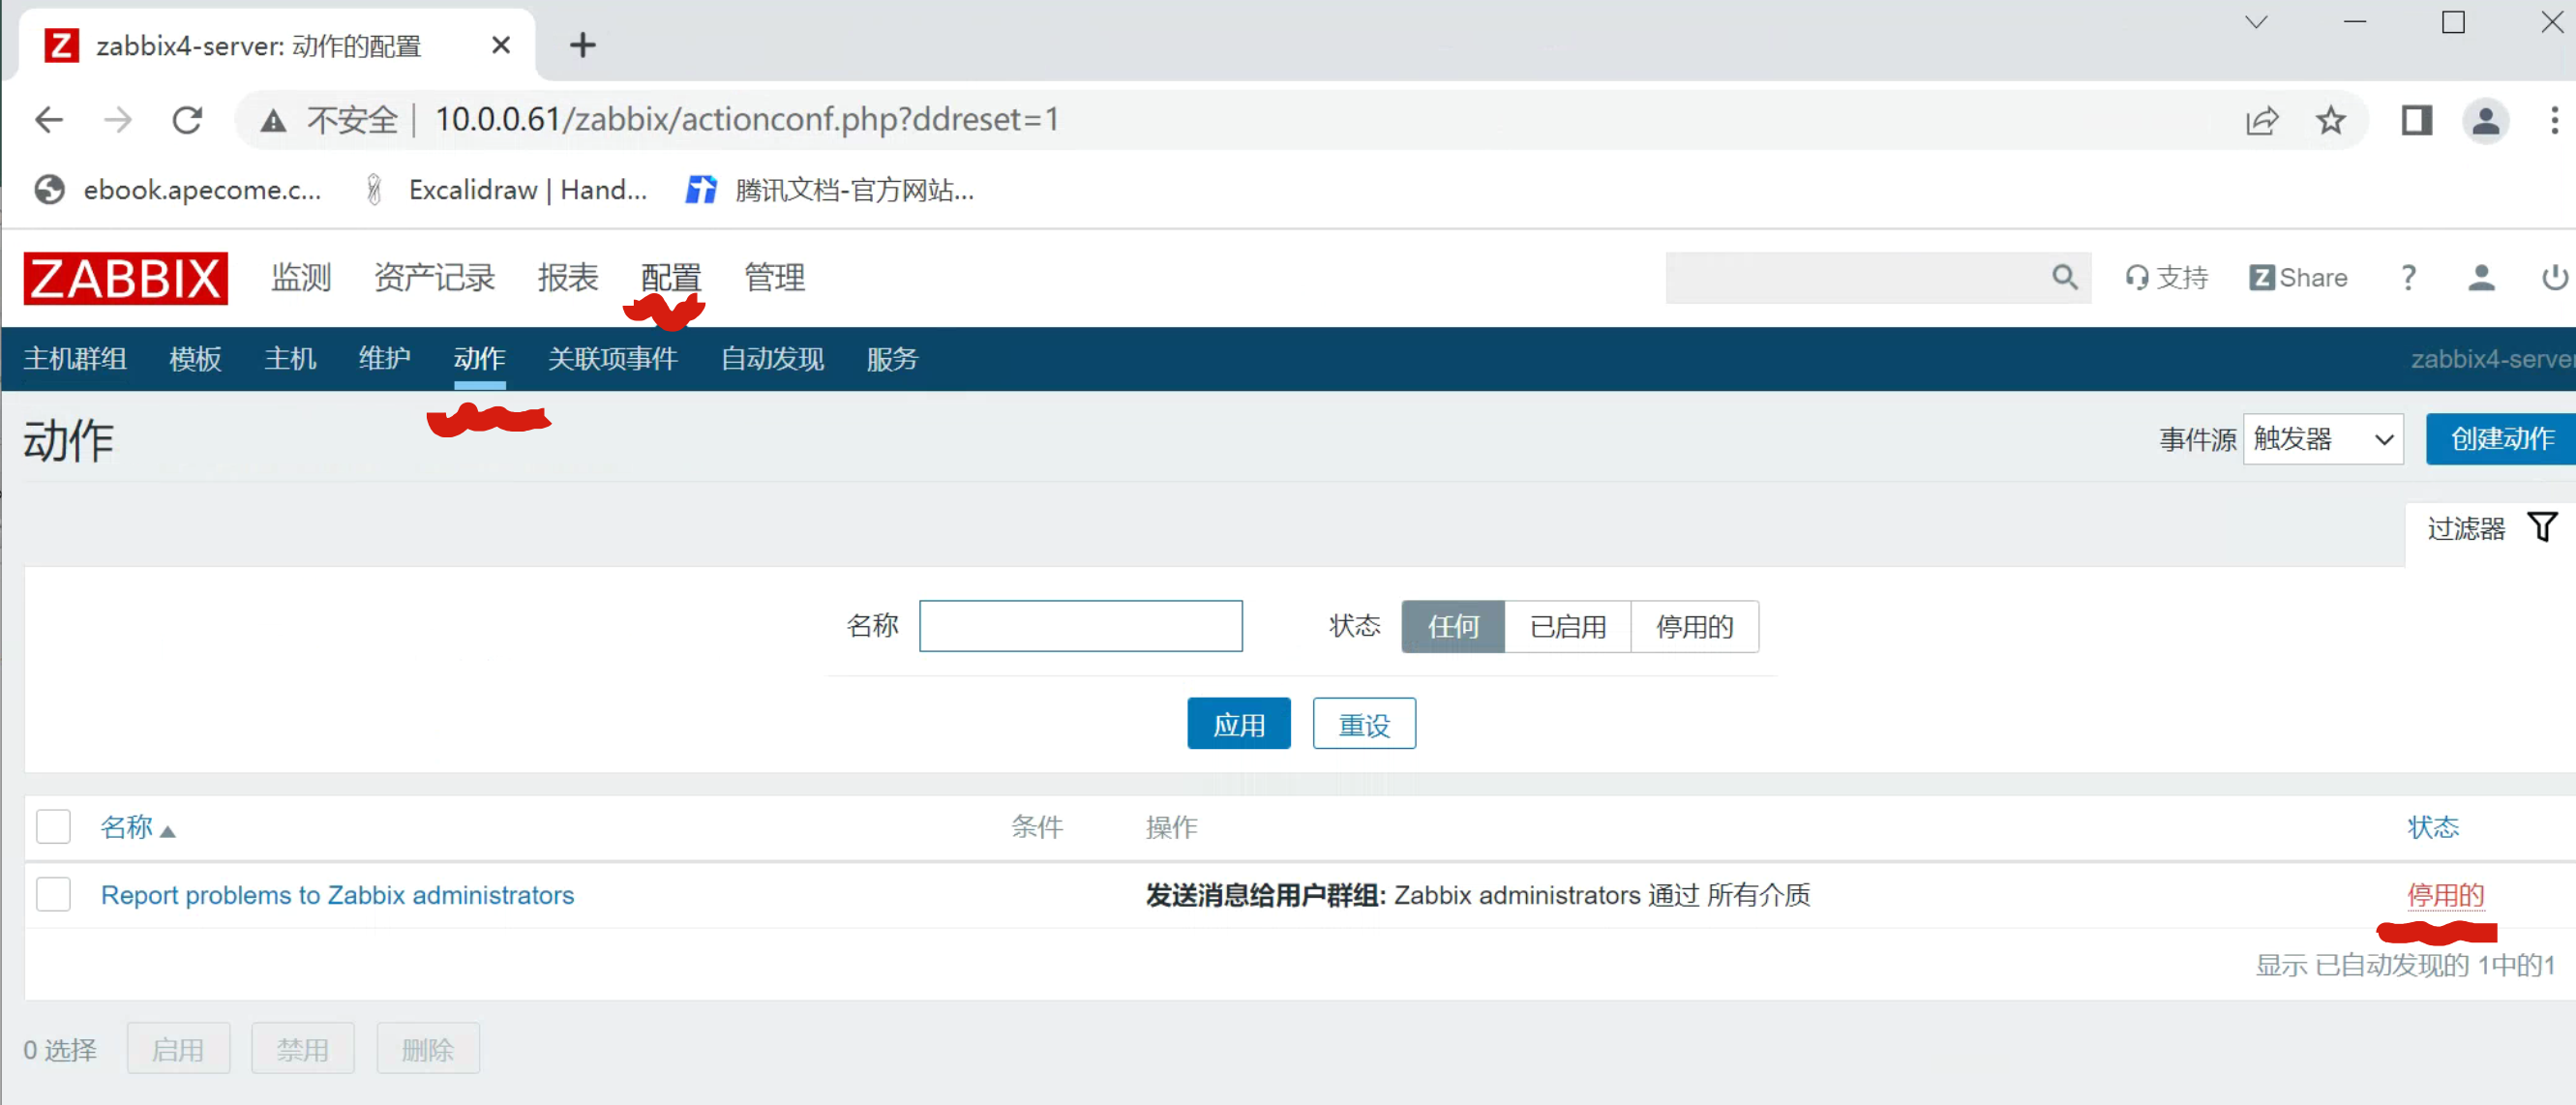 Z zabbix4-server: 动作的配置
不安全 | 10.0.0.61/zabbix/actionconf.php?ddreset=1
ebook.apecome.c... Excalidraw | Hand... 腾讯文档-官方网站...
ZABBIX 监测 资产记录 报表 配置 管理 支持 Z Share ?
主机群组 模板 主机 维护 动作 关联项事件 自动发现 服务 zabbix4-server
动作 事件源 触发器 创建动作
过滤器
名称 状态 任何 已启用 停用的
应用 重设
名称 条件 操作 状态
Report problems to Zabbix administrators 发送消息给用户群组: Zabbix administrators 通过 所有介质 停用的
显示 已自动发现的 1中的1
0 选择 启用 禁用 删除